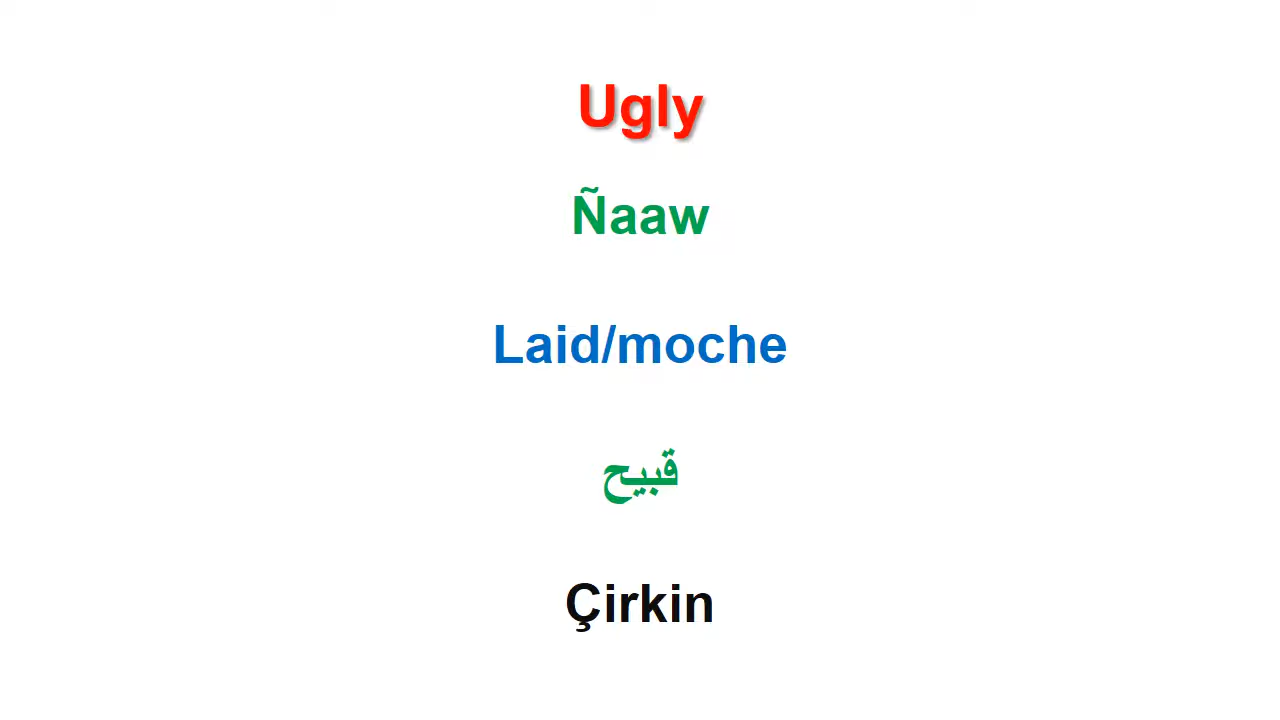 Ugly
Ñaaw
Laid/moche
قبيح
Çirkin